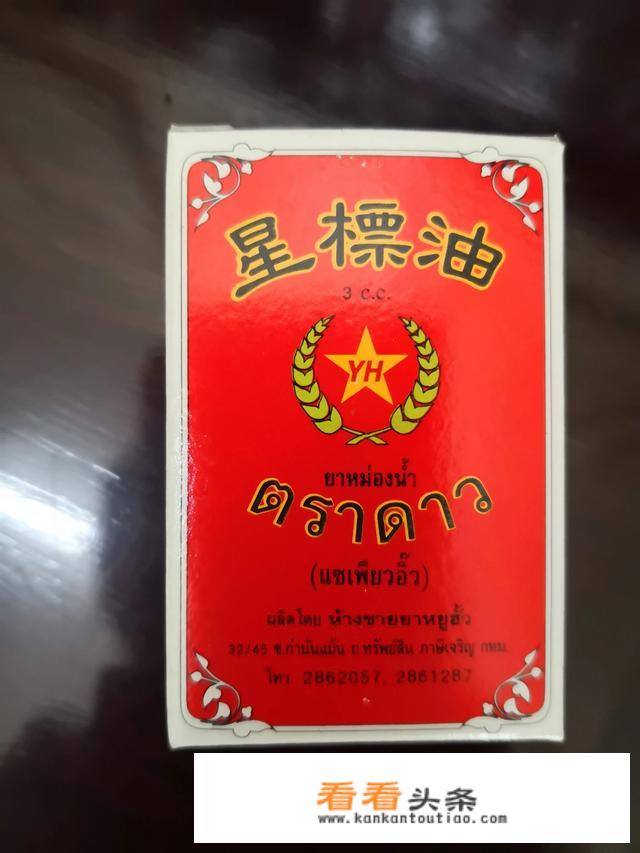 星標油
3 c.c.
YH
ยาหม่องน้ำ
ตราดาว
(แซเพียวอิ๊ว)
ผลิตโดย ห้างขายยาหยูฮั้ว
32/45 ซ.กำนันแม้น ถ.ทรัพย์สิน ภาษีเจริญ กทม.
โทร. 2862057, 2861287
看看头条
www.kankantoutiao.com